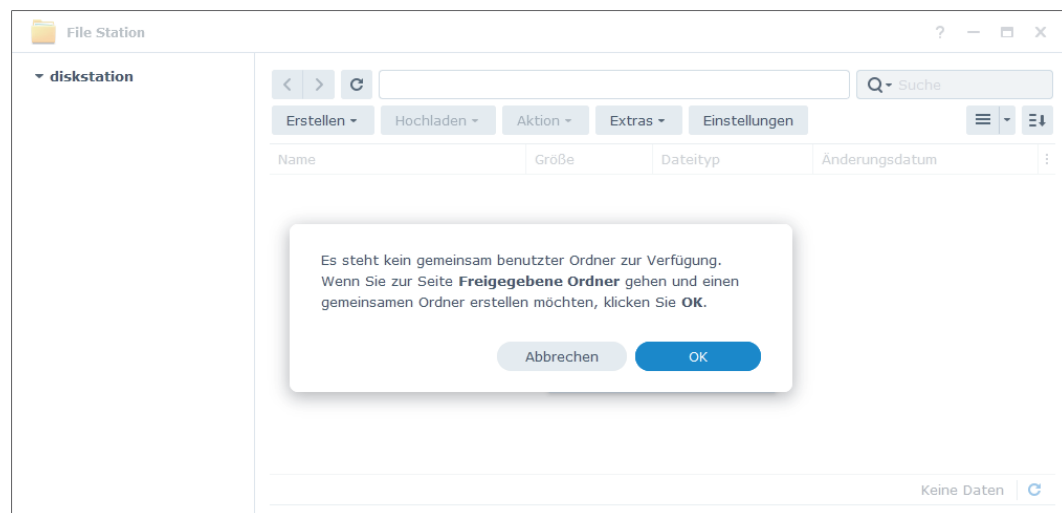 File Station
diskstation
Suche
Erstellen
Hochladen
Aktion
Extras
Einstellungen
Name
Größe
Dateityp
Änderungsdatum
Es steht kein gemeinsam benutzter Ordner zur Verfügung.
Wenn Sie zur Seite Freigegebene Ordner gehen und einen
gemeinsamen Ordner erstellen möchten, klicken Sie OK.
Abbrechen
OK
Keine Daten